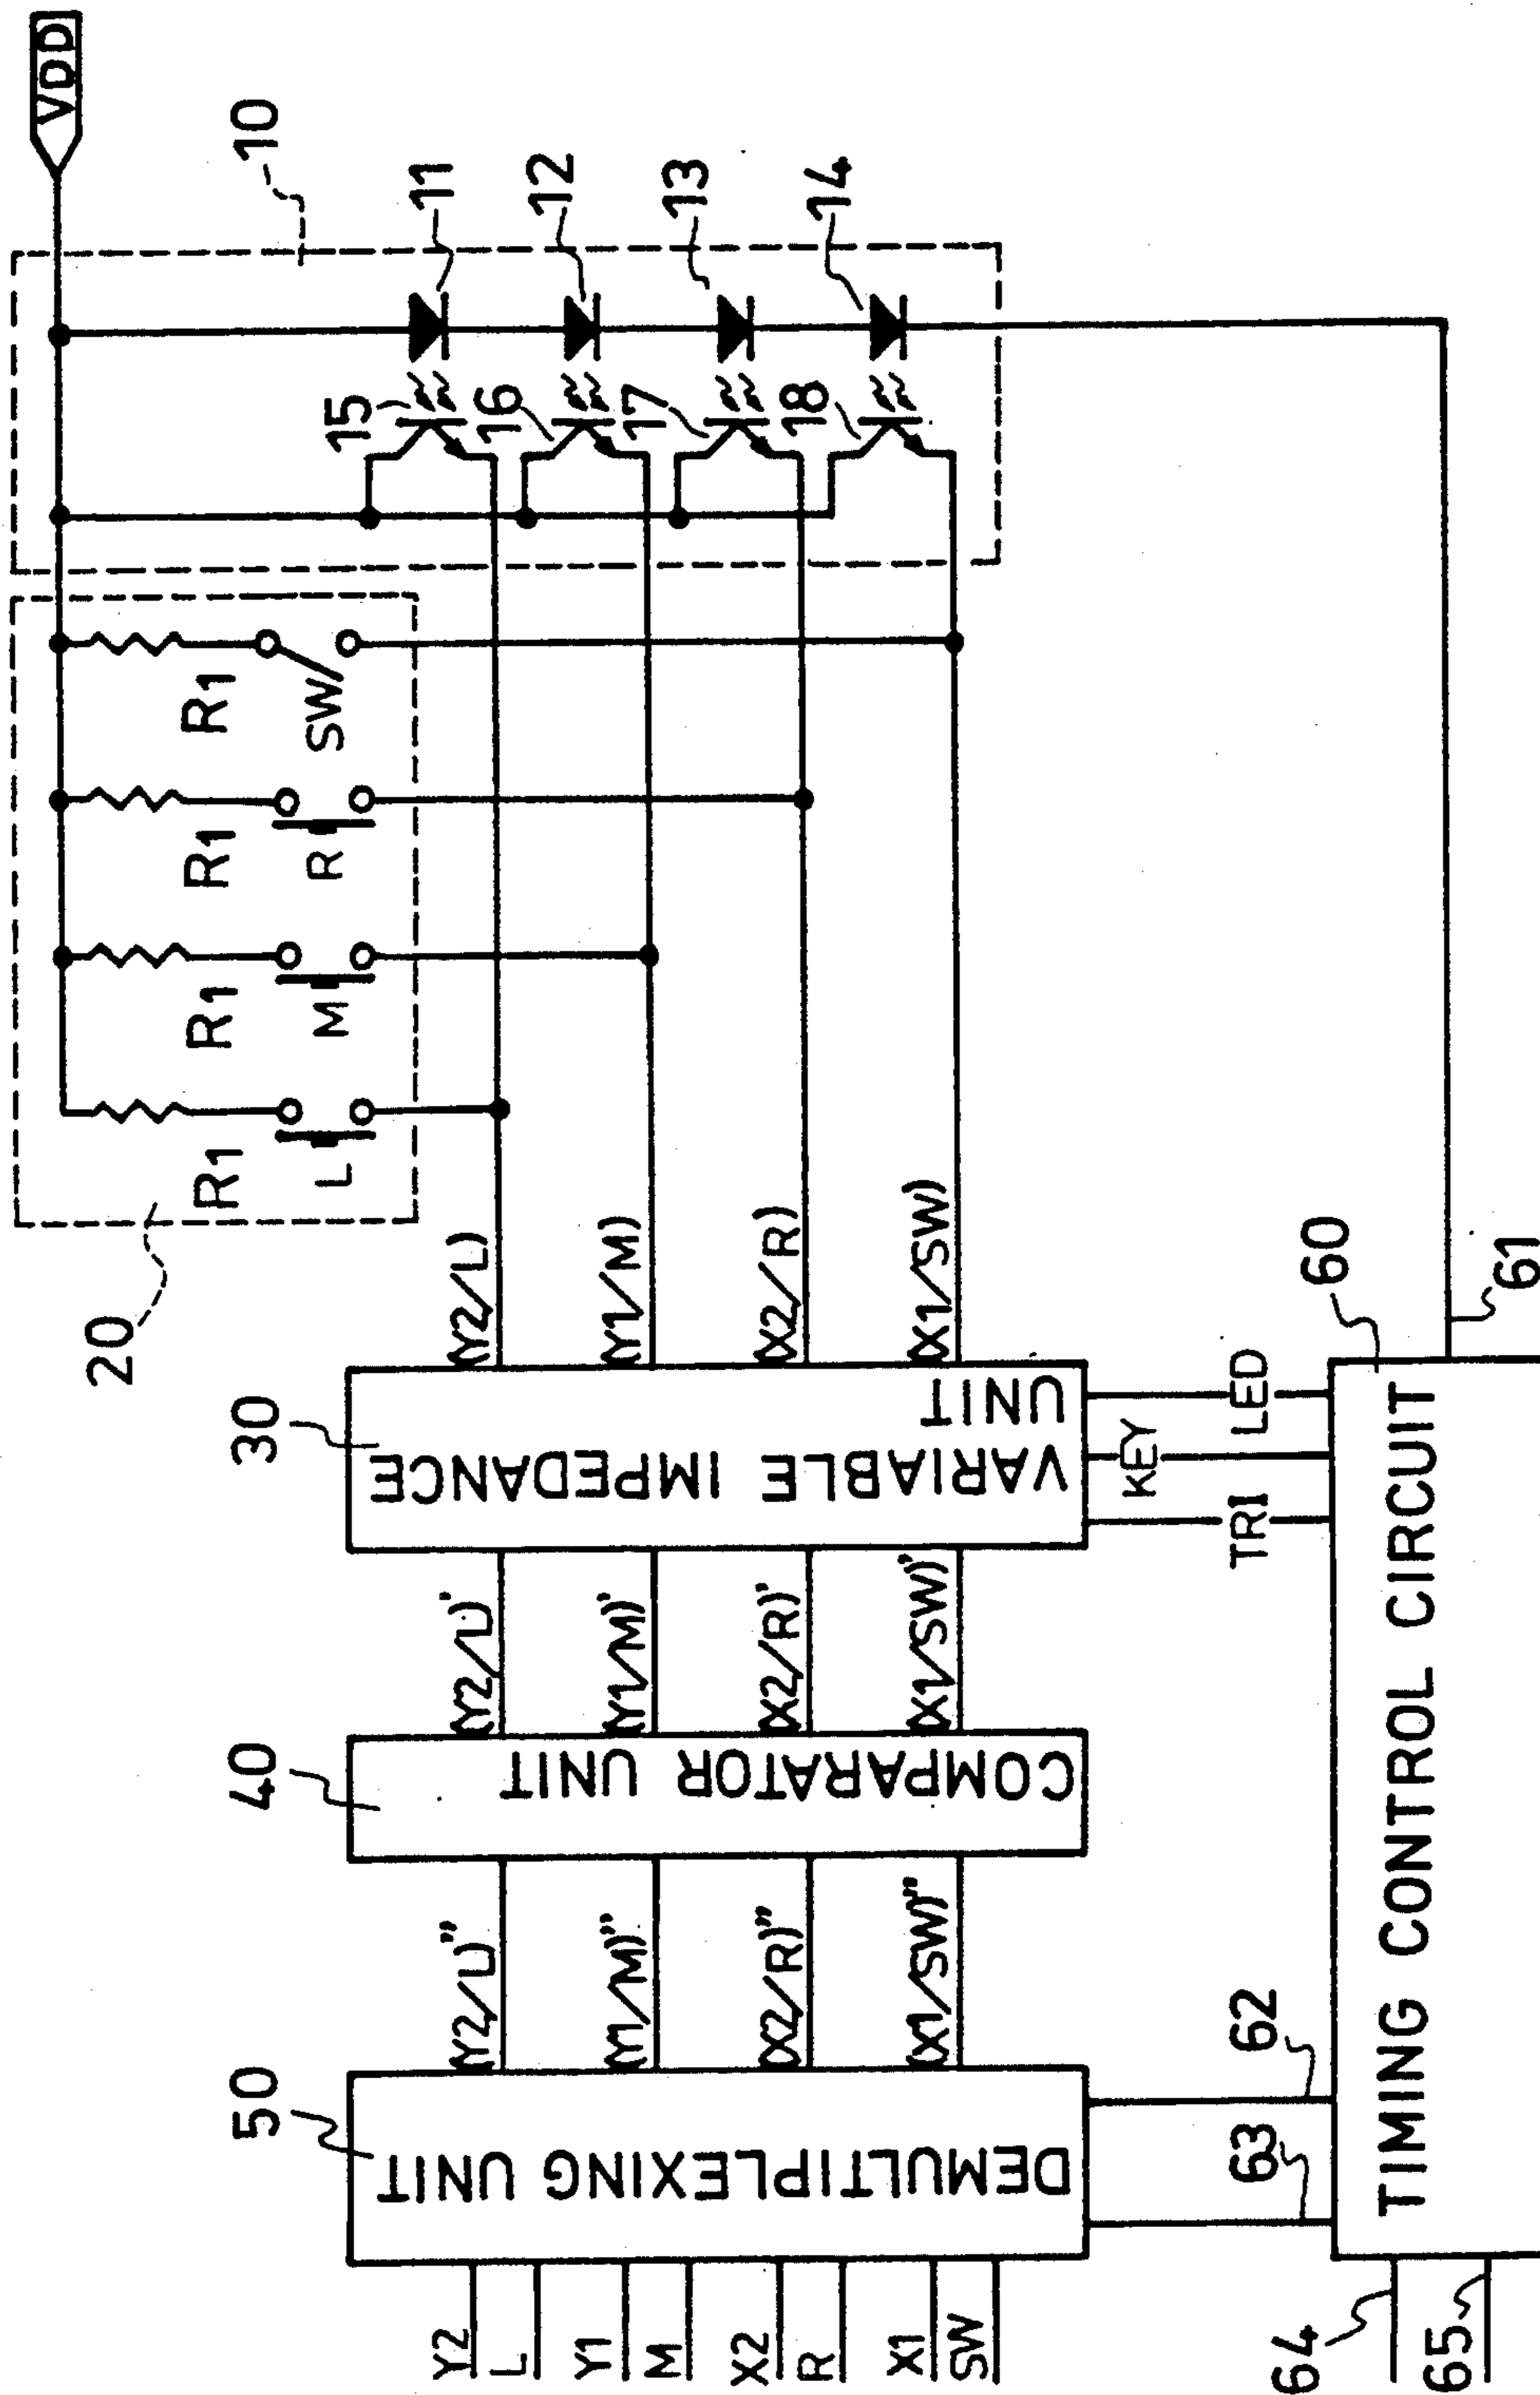 VDD
10
11
12
13
14
15
16
17
18
20
R1
R1
R1
R1
L
M
R
SW
(Y2/L)
(Y1/M)
(X2/R)
(X1/SW)
30
VARIABLE IMPEDANCE
UNIT
(Y2/L)'
(Y1/M)'
(X2/R)'
(X1/SW)'
40
COMPARATOR UNIT
(Y2/L)"
(Y1/M)"
(X2/R)"
(X1/SW)"
50
DEMULTIPLEXING UNIT
Y2
L
Y1
M
X2
R
X1
SW
TRI
KEY
LED
60
61
62
63
64
65
TIMING CONTROL CIRCUIT